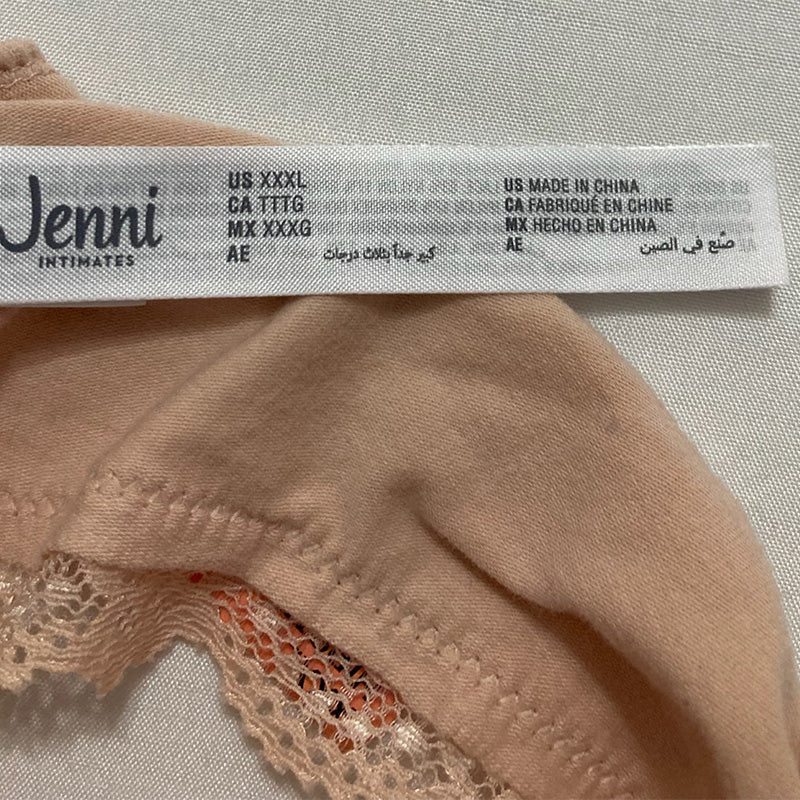 Jenni
INTIMATES
US XXXL
CA TTTG
MX XXXG
AE كبير جداً بثلاث درجات
US MADE IN CHINA
CA FABRIQUÉ EN CHINE
MX HECHO EN CHINA
AE صنّع في الصين